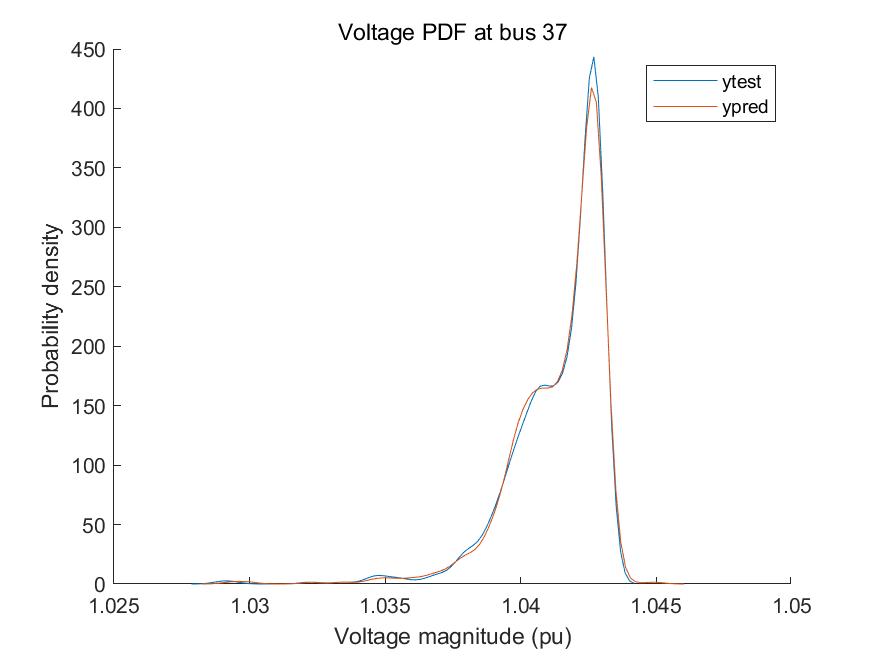 Voltage PDF at bus 37
450
400
350
300
250
200
150
100
50
0
Probability density
ytest
ypred
1.025 1.03 1.035 1.04 1.045 1.05
Voltage magnitude (pu)